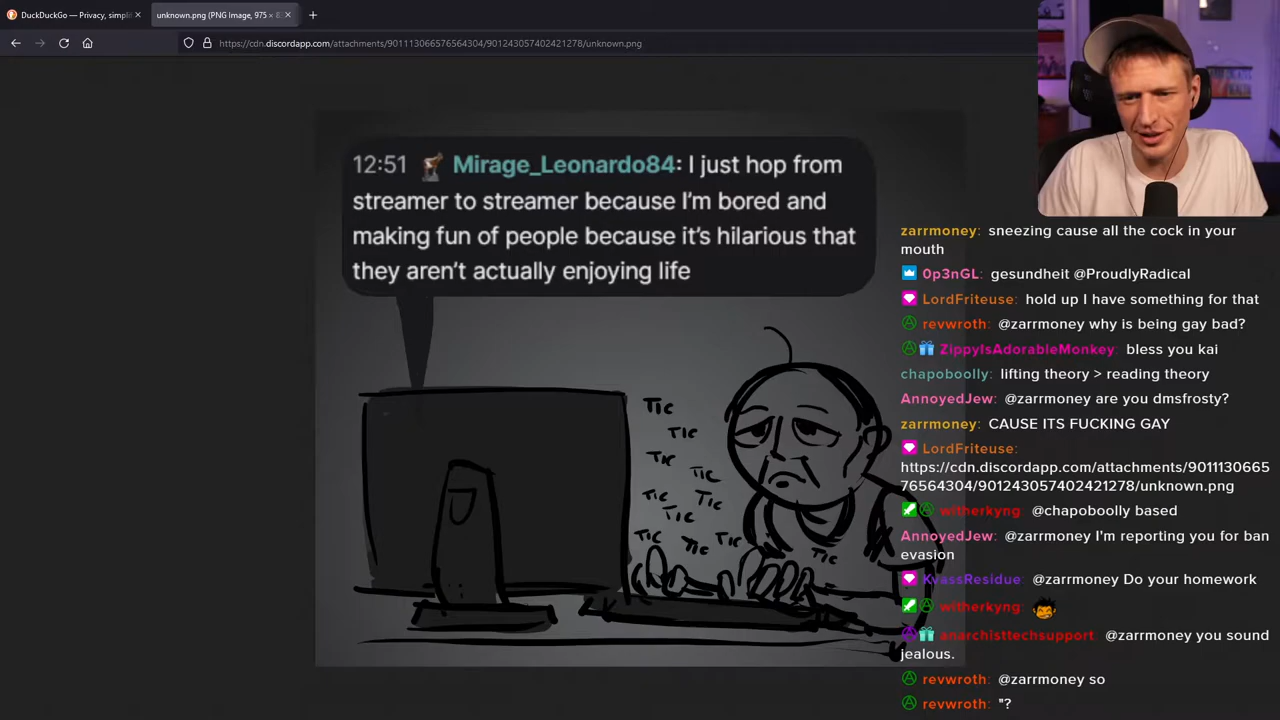 DuckDuckGo — Privacy, simplif
unknown.png (PNG Image, 975 × 8
https://cdn.discordapp.com/attachments/901113066576564304/901243057402421278/unknown.png
12:51 Mirage_Leonardo84: I just hop from
streamer to streamer because I'm bored and
making fun of people because it's hilarious that
they aren't actually enjoying life
TIC
TIC
TIC
TIC
TIC
TIC
TIC
TIC
TIC
TIC
TIC
zarrmoney: sneezing cause all the cock in your
mouth
0p3nGL: gesundheit @ProudlyRadical
LordFriteuse: hold up I have something for that
revwroth: @zarrmoney why is being gay bad?
ZippyIsAdorableMonkey: bless you kai
chapoboolly: lifting theory > reading theory
AnnoyedJew: @zarrmoney are you dmsfrosty?
zarrmoney: CAUSE ITS FUCKING GAY
LordFriteuse:
https://cdn.discordapp.com/attachments/9011130665
76564304/901243057402421278/unknown.png
witherkyng: @chapoboolly based
AnnoyedJew: @zarrmoney I'm reporting you for ban
evasion
KvassResidue: @zarrmoney Do your homework
witherkyng:
anarchisttechsupport: @zarrmoney you sound
jealous.
revwroth: @zarrmoney so
revwroth: "?